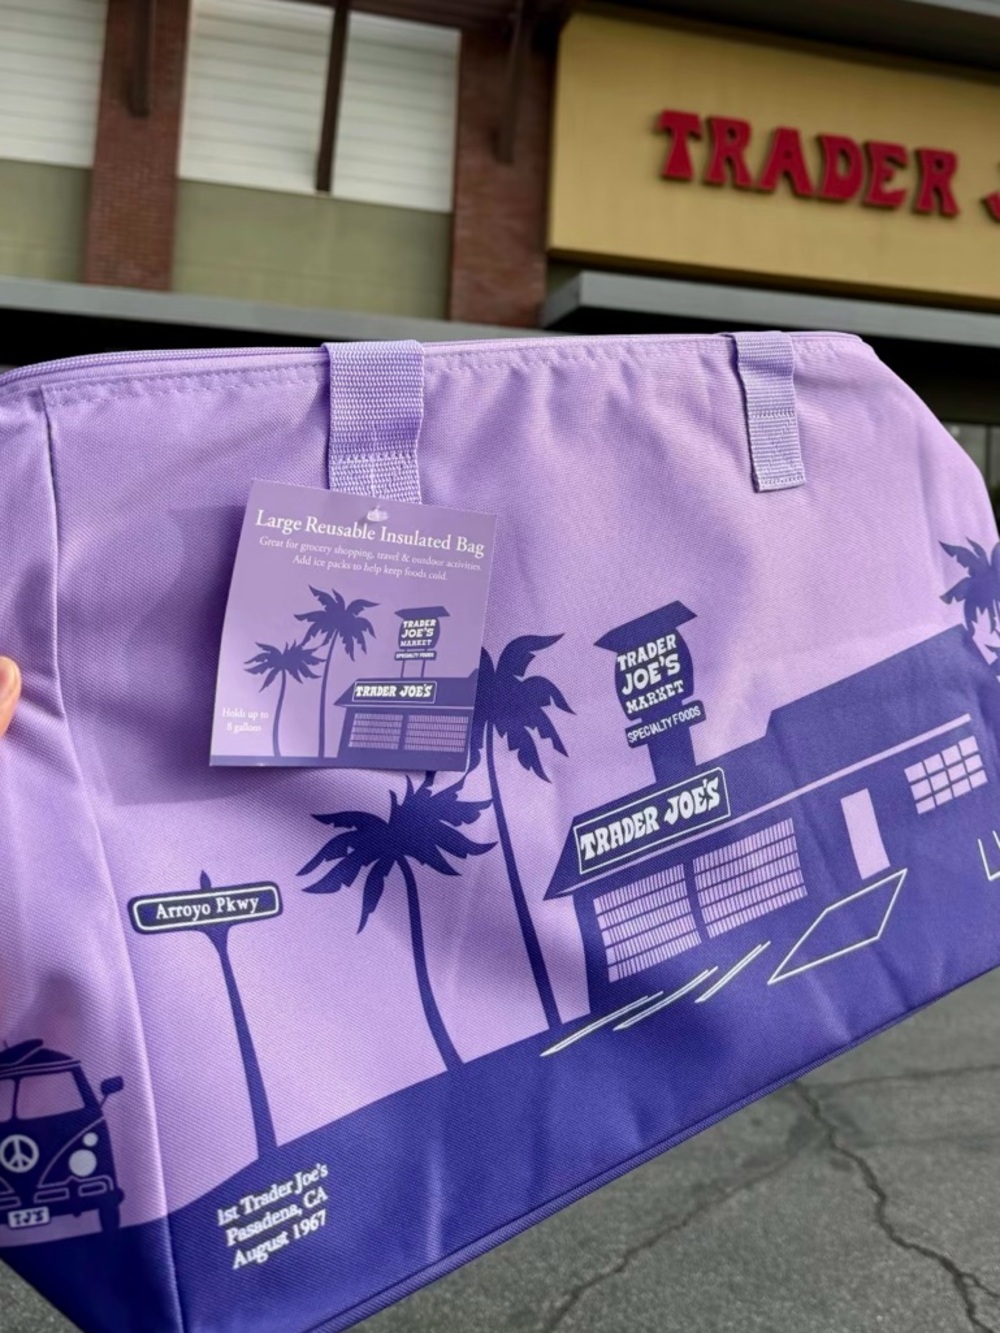 TRADER
Large Reusable Insulated Bag
Great for grocery shopping, travel & outdoor activities.
Add ice packs to help keep foods cold.
TRADER
JOE'S
MARKET
SPECIALTY FOODS
TRADER JOE'S
Holds up to
8 gallons
TRADER
JOE'S
MARKET
SPECIALTY FOODS
TRADER JOE'S
Arroyo Pkwy
TJ'S
1st Trader Joe's
Pasadena, CA
August 1967